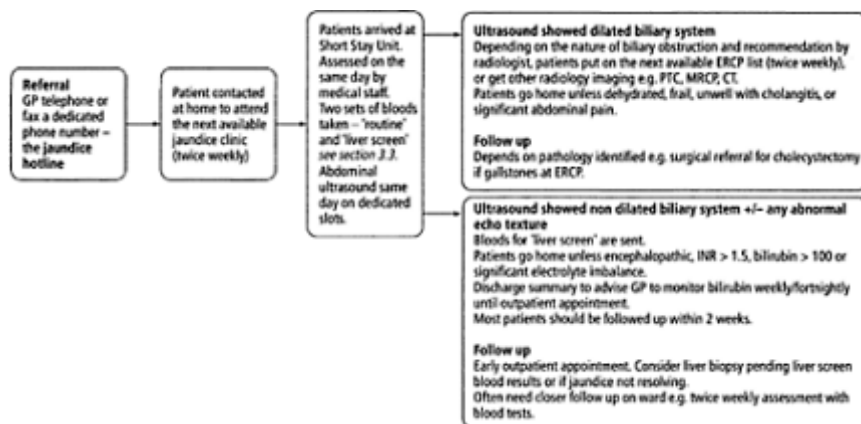 Referral
GP telephone or
fax a dedicated
phone number –
the jaundice
hotline
Patient contacted
at home to attend
the next available
jaundice clinic
(twice weekly)
Patients arrived at
Short Stay Unit.
Assessed on the
same day by
medical staff.
Two sets of bloods
taken – "routine"
and "liver screen"
see section 3.3.
Abdominal
ultrasound same
day on dedicated
slots.
Ultrasound showed dilated biliary system
Depending on the nature of biliary obstruction and recommendation by
radiologist, patients put on the next available ERCP list (twice weekly),
or get other radiology imaging e.g. PTC, MRCP, CT.
Patients go home unless dehydrated, frail, unwell with cholangitis, or
significant abdominal pain.
Follow up
Depends on pathology identified e.g. surgical referral for cholecystectomy
if gallstones at ERCP.
Ultrasound showed non dilated biliary system +/– any abnormal
echo texture
Bloods for "liver screen" are sent.
Patients go home unless encephalopathic, INR > 1.5, bilirubin > 100 or
significant electrolyte imbalance.
Discharge summary to advise GP to monitor bilirubin weekly/fortnightly
until outpatient appointment.
Most patients should be followed up within 2 weeks.
Follow up
Early outpatient appointment. Consider liver biopsy pending liver screen
blood results or if jaundice not resolving.
Often need closer follow up on ward e.g. twice weekly assessment with
blood tests.